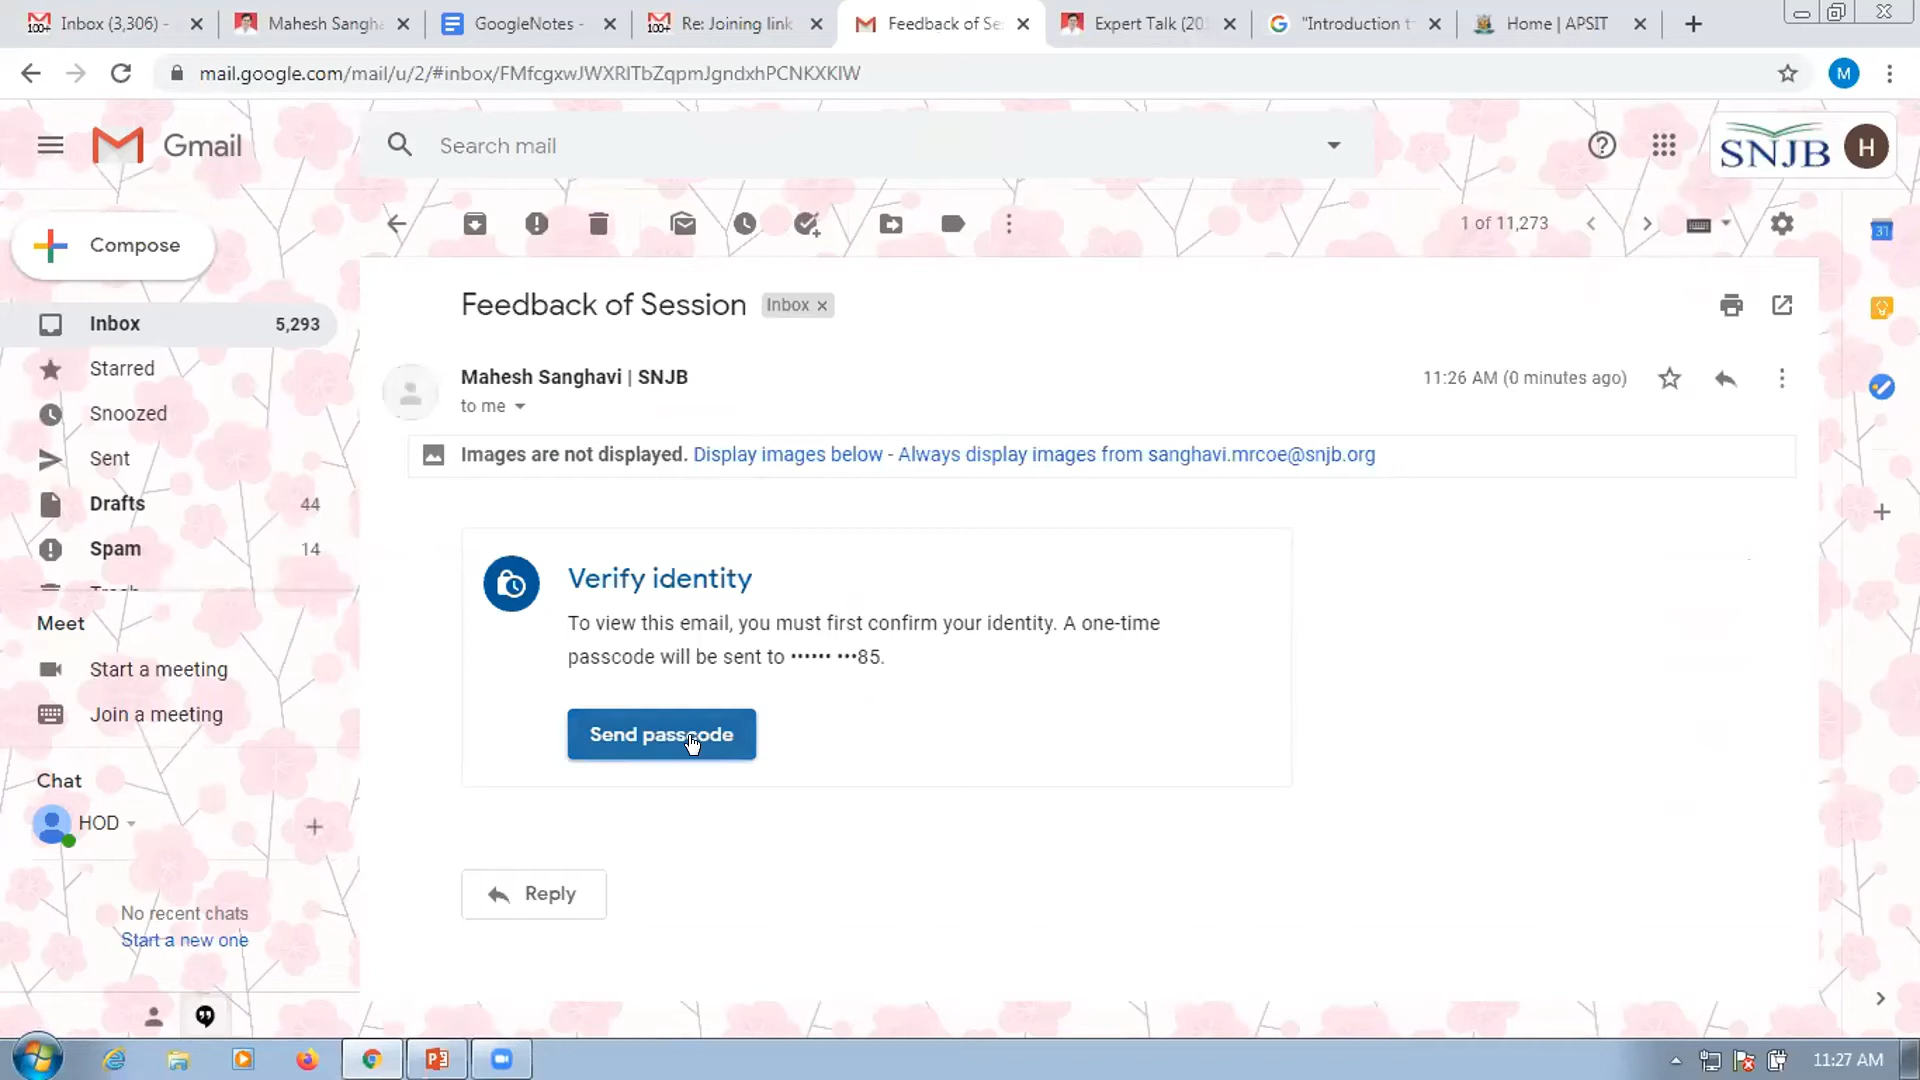 Inbox (3,306) -
Mahesh Sangha
GoogleNotes -
Re: Joining link
Feedback of Se
Expert Talk (20
"Introduction t
Home | APSIT
mail.google.com/mail/u/2/#inbox/FMfcgxwJWXRlTbZqpmJgndxhPCNKXKlW
M
Gmail
Search mail
SNJB
H
Compose
1 of 11,273
31
Feedback of Session
Inbox
Inbox 5,293
Starred
Snoozed
Sent
Drafts 44
Spam 14
Trash
Mahesh Sanghavi | SNJB
11:26 AM (0 minutes ago)
to me
Images are not displayed. Display images below - Always display images from sanghavi.mrcoe@snjb.org
Verify identity
To view this email, you must first confirm your identity. A one-time
passcode will be sent to •••••• •••85.
Send passcode
Reply
Meet
Start a meeting
Join a meeting
Chat
HOD
No recent chats
Start a new one
11:27 AM